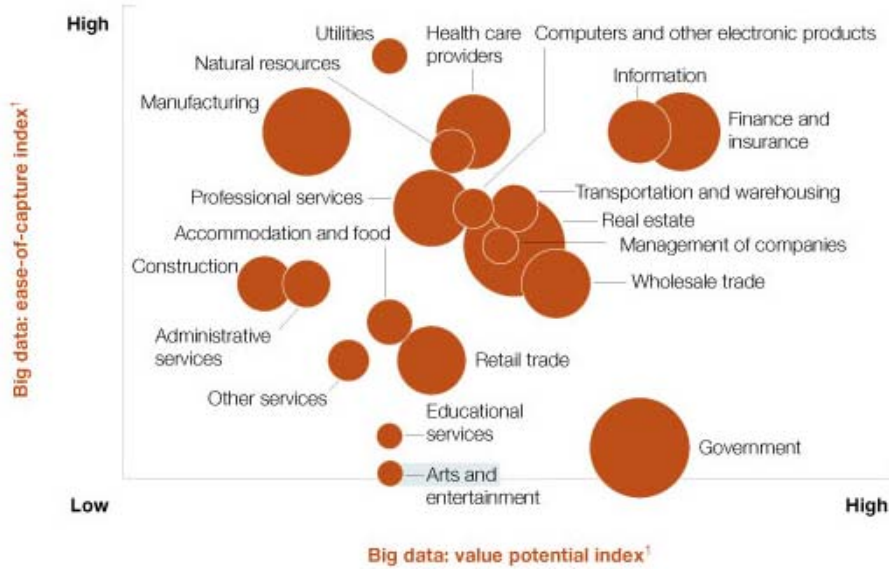 High
Big data: ease-of-capture index¹
Utilities
Health care
providers
Computers and other electronic products
Natural resources
Information
Manufacturing
Finance and
insurance
Professional services
Transportation and warehousing
Real estate
Accommodation and food
Management of companies
Construction
Wholesale trade
Administrative
services
Retail trade
Other services
Educational
services
Government
Arts and
entertainment
Low
High
Big data: value potential index¹